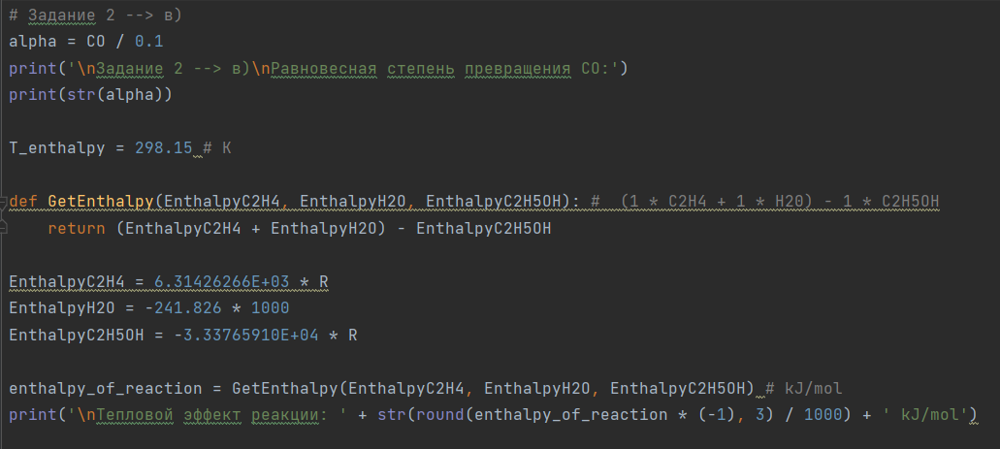 # Задание 2 --> в)
alpha = CO / 0.1
print('\nЗадание 2 --> в)\nРавновесная степень превращения CO:')
print(str(alpha))
T_enthalpy = 298.15 # K
def GetEnthalpy(EnthalpyC2H4, EnthalpyH2O, EnthalpyC2H5OH): #  (1 * C2H4 + 1 * H20) - 1 * C2H5OH
    return (EnthalpyC2H4 + EnthalpyH2O) - EnthalpyC2H5OH
EnthalpyC2H4 = 6.31426266E+03 * R
EnthalpyH2O = -241.826 * 1000
EnthalpyC2H5OH = -3.33765910E+04 * R
enthalpy_of_reaction = GetEnthalpy(EnthalpyC2H4, EnthalpyH2O, EnthalpyC2H5OH) # kJ/mol
print('\nТепловой эффект реакции: ' + str(round(enthalpy_of_reaction * (-1), 3) / 1000) + ' kJ/mol')